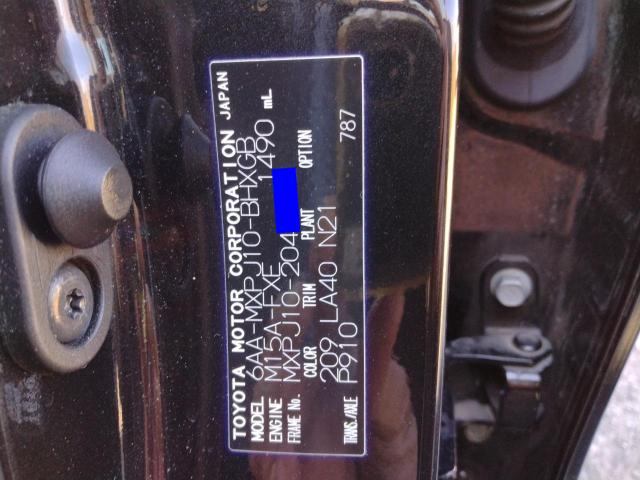 TOYOTA MOTOR CORPORATION JAPAN
MODEL 6AA-MXPJ10-BHXGB
ENGINE M15A-FXE 1490 mL
FRAME No. MXPJ10-204
COLOR TRIM PLANT OPTION
209 LA40 N21 787
TRANS./AXLE P910